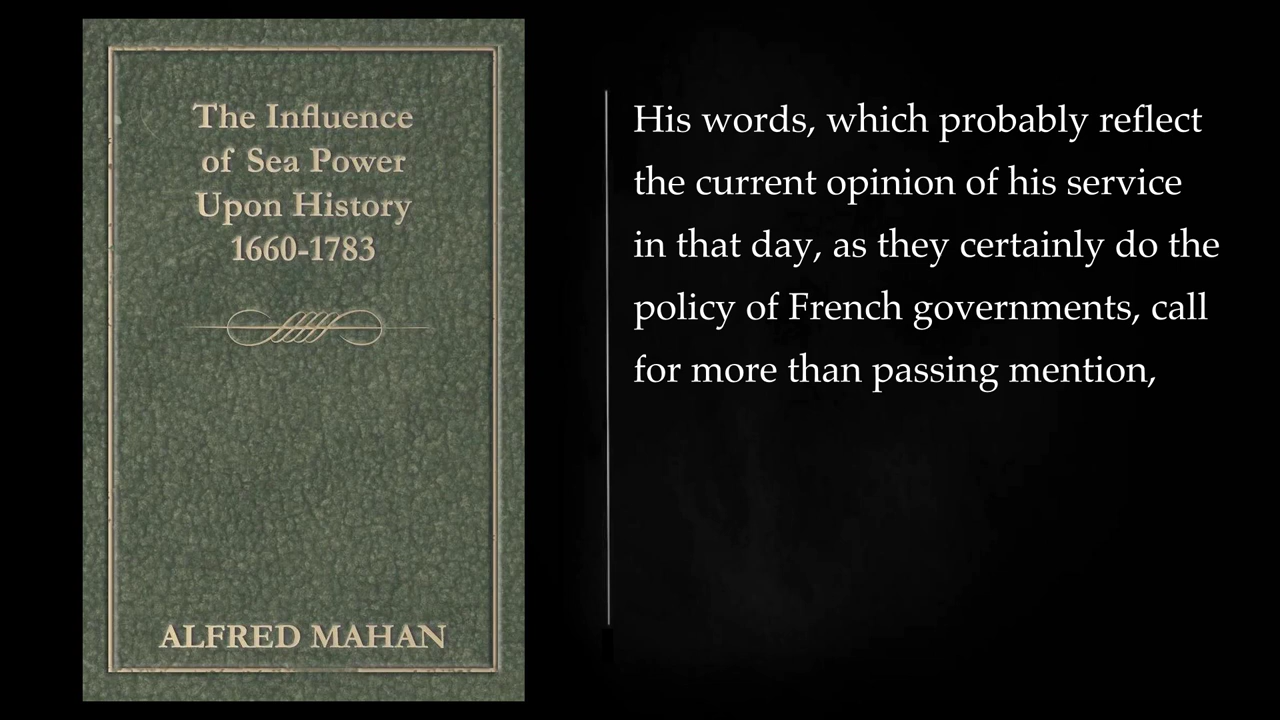 The Influence
of Sea Power
Upon History
1660-1783
ALFRED MAHAN
His words, which probably reflect
the current opinion of his service
in that day, as they certainly do the
policy of French governments, call
for more than passing mention,